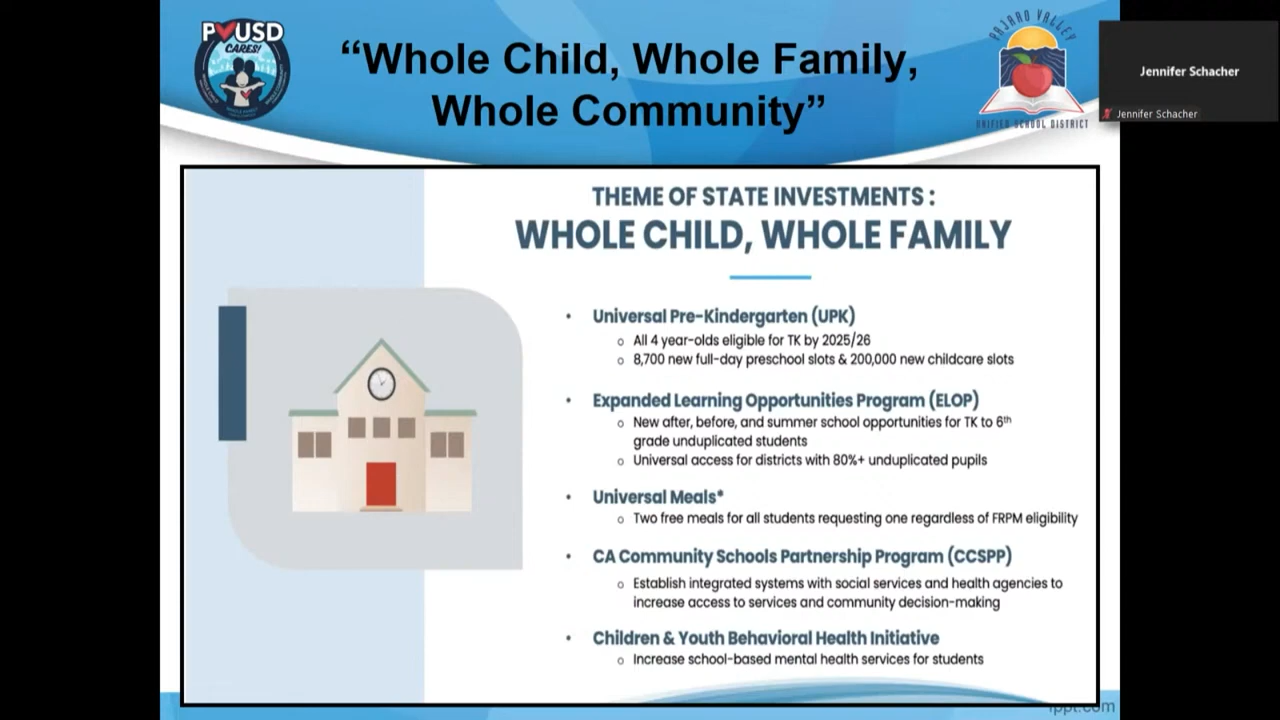 PVUSD
CARES!
"Whole Child, Whole Family,
Whole Community"
PAJARO VALLEY
UNIFIED SCHOOL DISTRICT
Jennifer Schacher
Jennifer Schacher
THEME OF STATE INVESTMENTS :
WHOLE CHILD, WHOLE FAMILY
• Universal Pre-Kindergarten (UPK)
o All 4 year-olds eligible for TK by 2025/26
o 8,700 new full-day preschool slots & 200,000 new childcare slots
• Expanded Learning Opportunities Program (ELOP)
o New after, before, and summer school opportunities for TK to 6th
grade unduplicated students
o Universal access for districts with 80%+ unduplicated pupils
• Universal Meals*
o Two free meals for all students requesting one regardless of FRPM eligibility
• CA Community Schools Partnership Program (CCSPP)
o Establish integrated systems with social services and health agencies to
increase access to services and community decision-making
• Children & Youth Behavioral Health Initiative
o Increase school-based mental health services for students
fppt.com